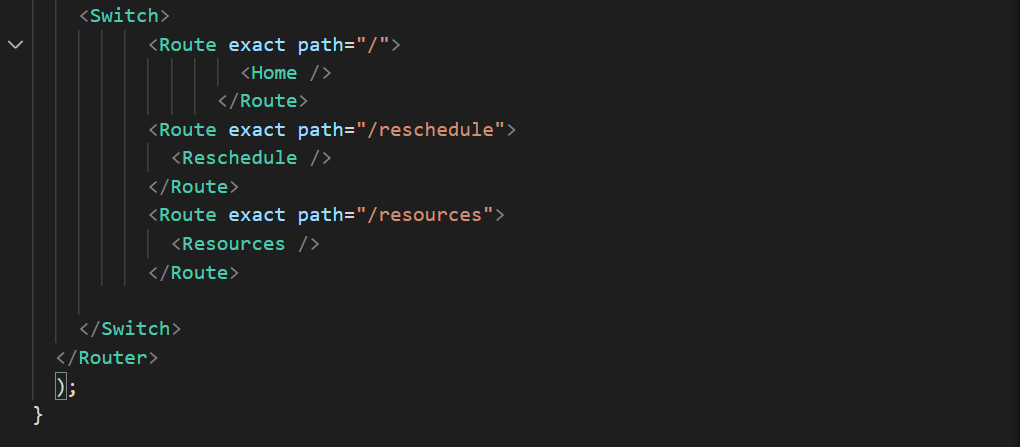 <Switch>
<Route exact path="/">
<Home />
</Route>
<Route exact path="/reschedule">
<Reschedule />
</Route>
<Route exact path="/resources">
<Resources />
</Route>
</Switch>
</Router>
);
}